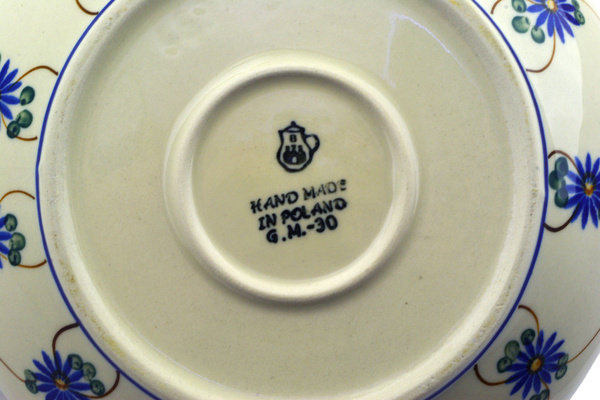 B
HAND MADE
IN POLAND
G.M.-30